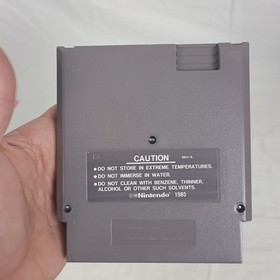 CAUTION
• DO NOT STORE IN EXTREME TEMPERATURES.
• DO NOT IMMERSE IN WATER.
• DO NOT CLEAN WITH BENZENE, THINNER,
ALCOHOL OR OTHER SUCH SOLVENTS.
Nintendo 1985